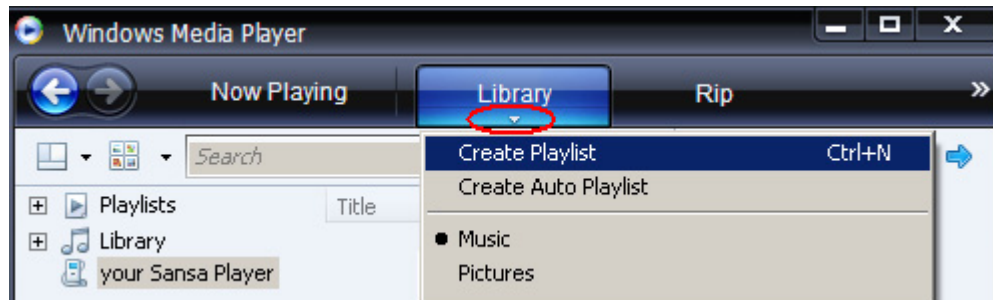 Windows Media Player
Now Playing Library Rip »
Search
Create Playlist Ctrl+N
Create Auto Playlist
Playlists Title
Library
Music
your Sansa Player
Pictures